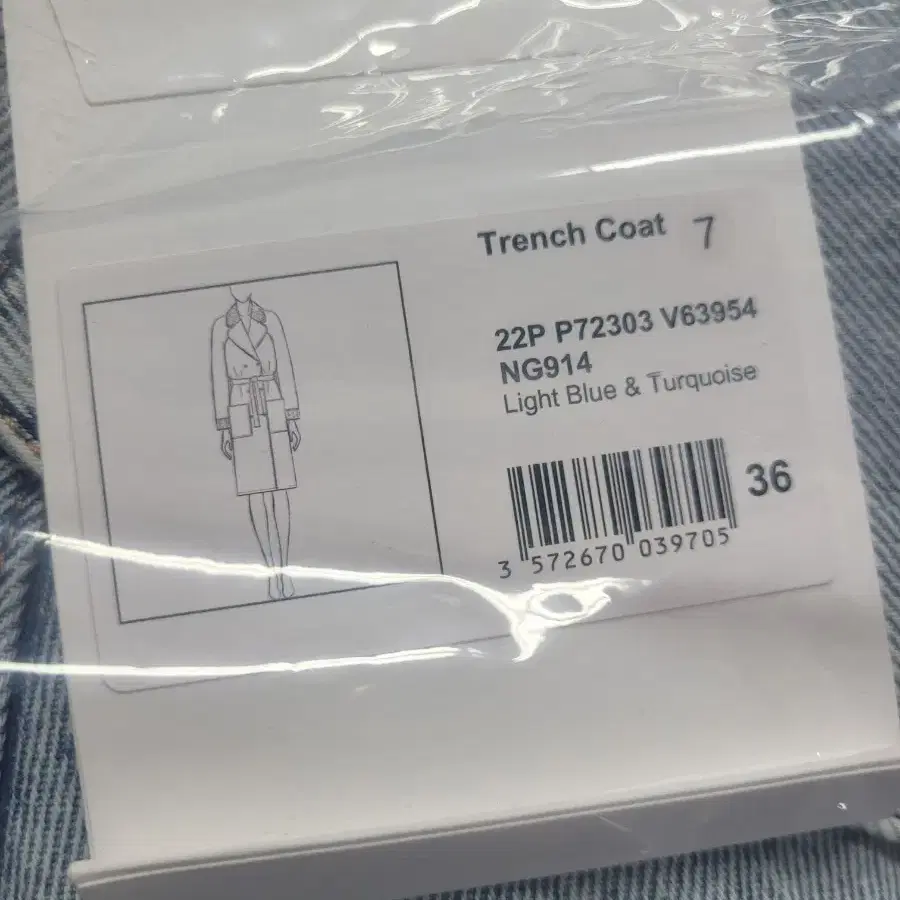 Trench Coat 7
22P P72303 V63954
NG914
Light Blue & Turquoise
36
3 572670 039705